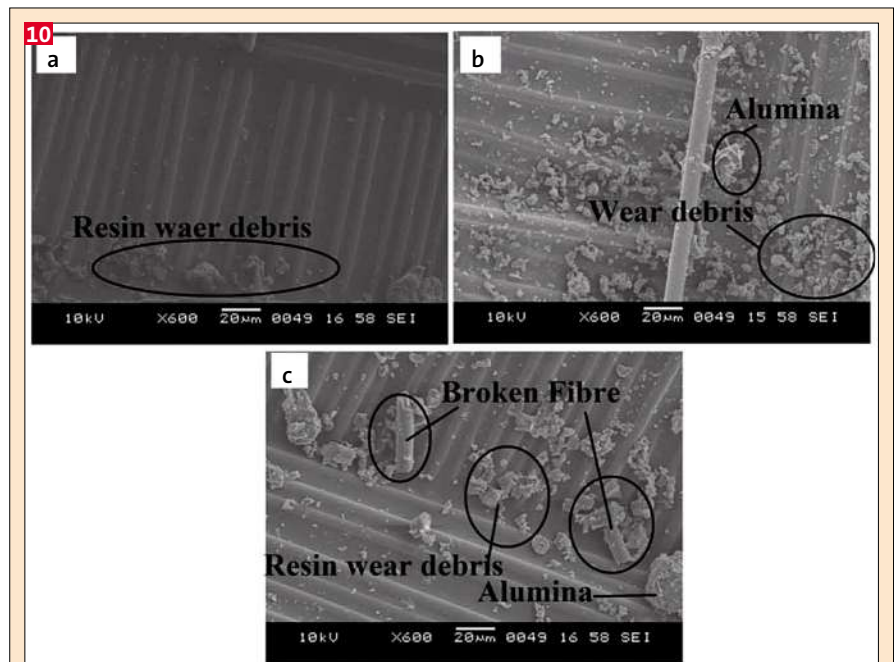 10
a
Resin waer debris
10kV X600 20µm 0049 16 58 SEI
b
Alumina
Wear debris
10kV X600 20µm 0049 15 58 SEI
c
Broken Fibre
Resin wear debris
Alumina
10kV X600 20µm 0049 16 58 SEI